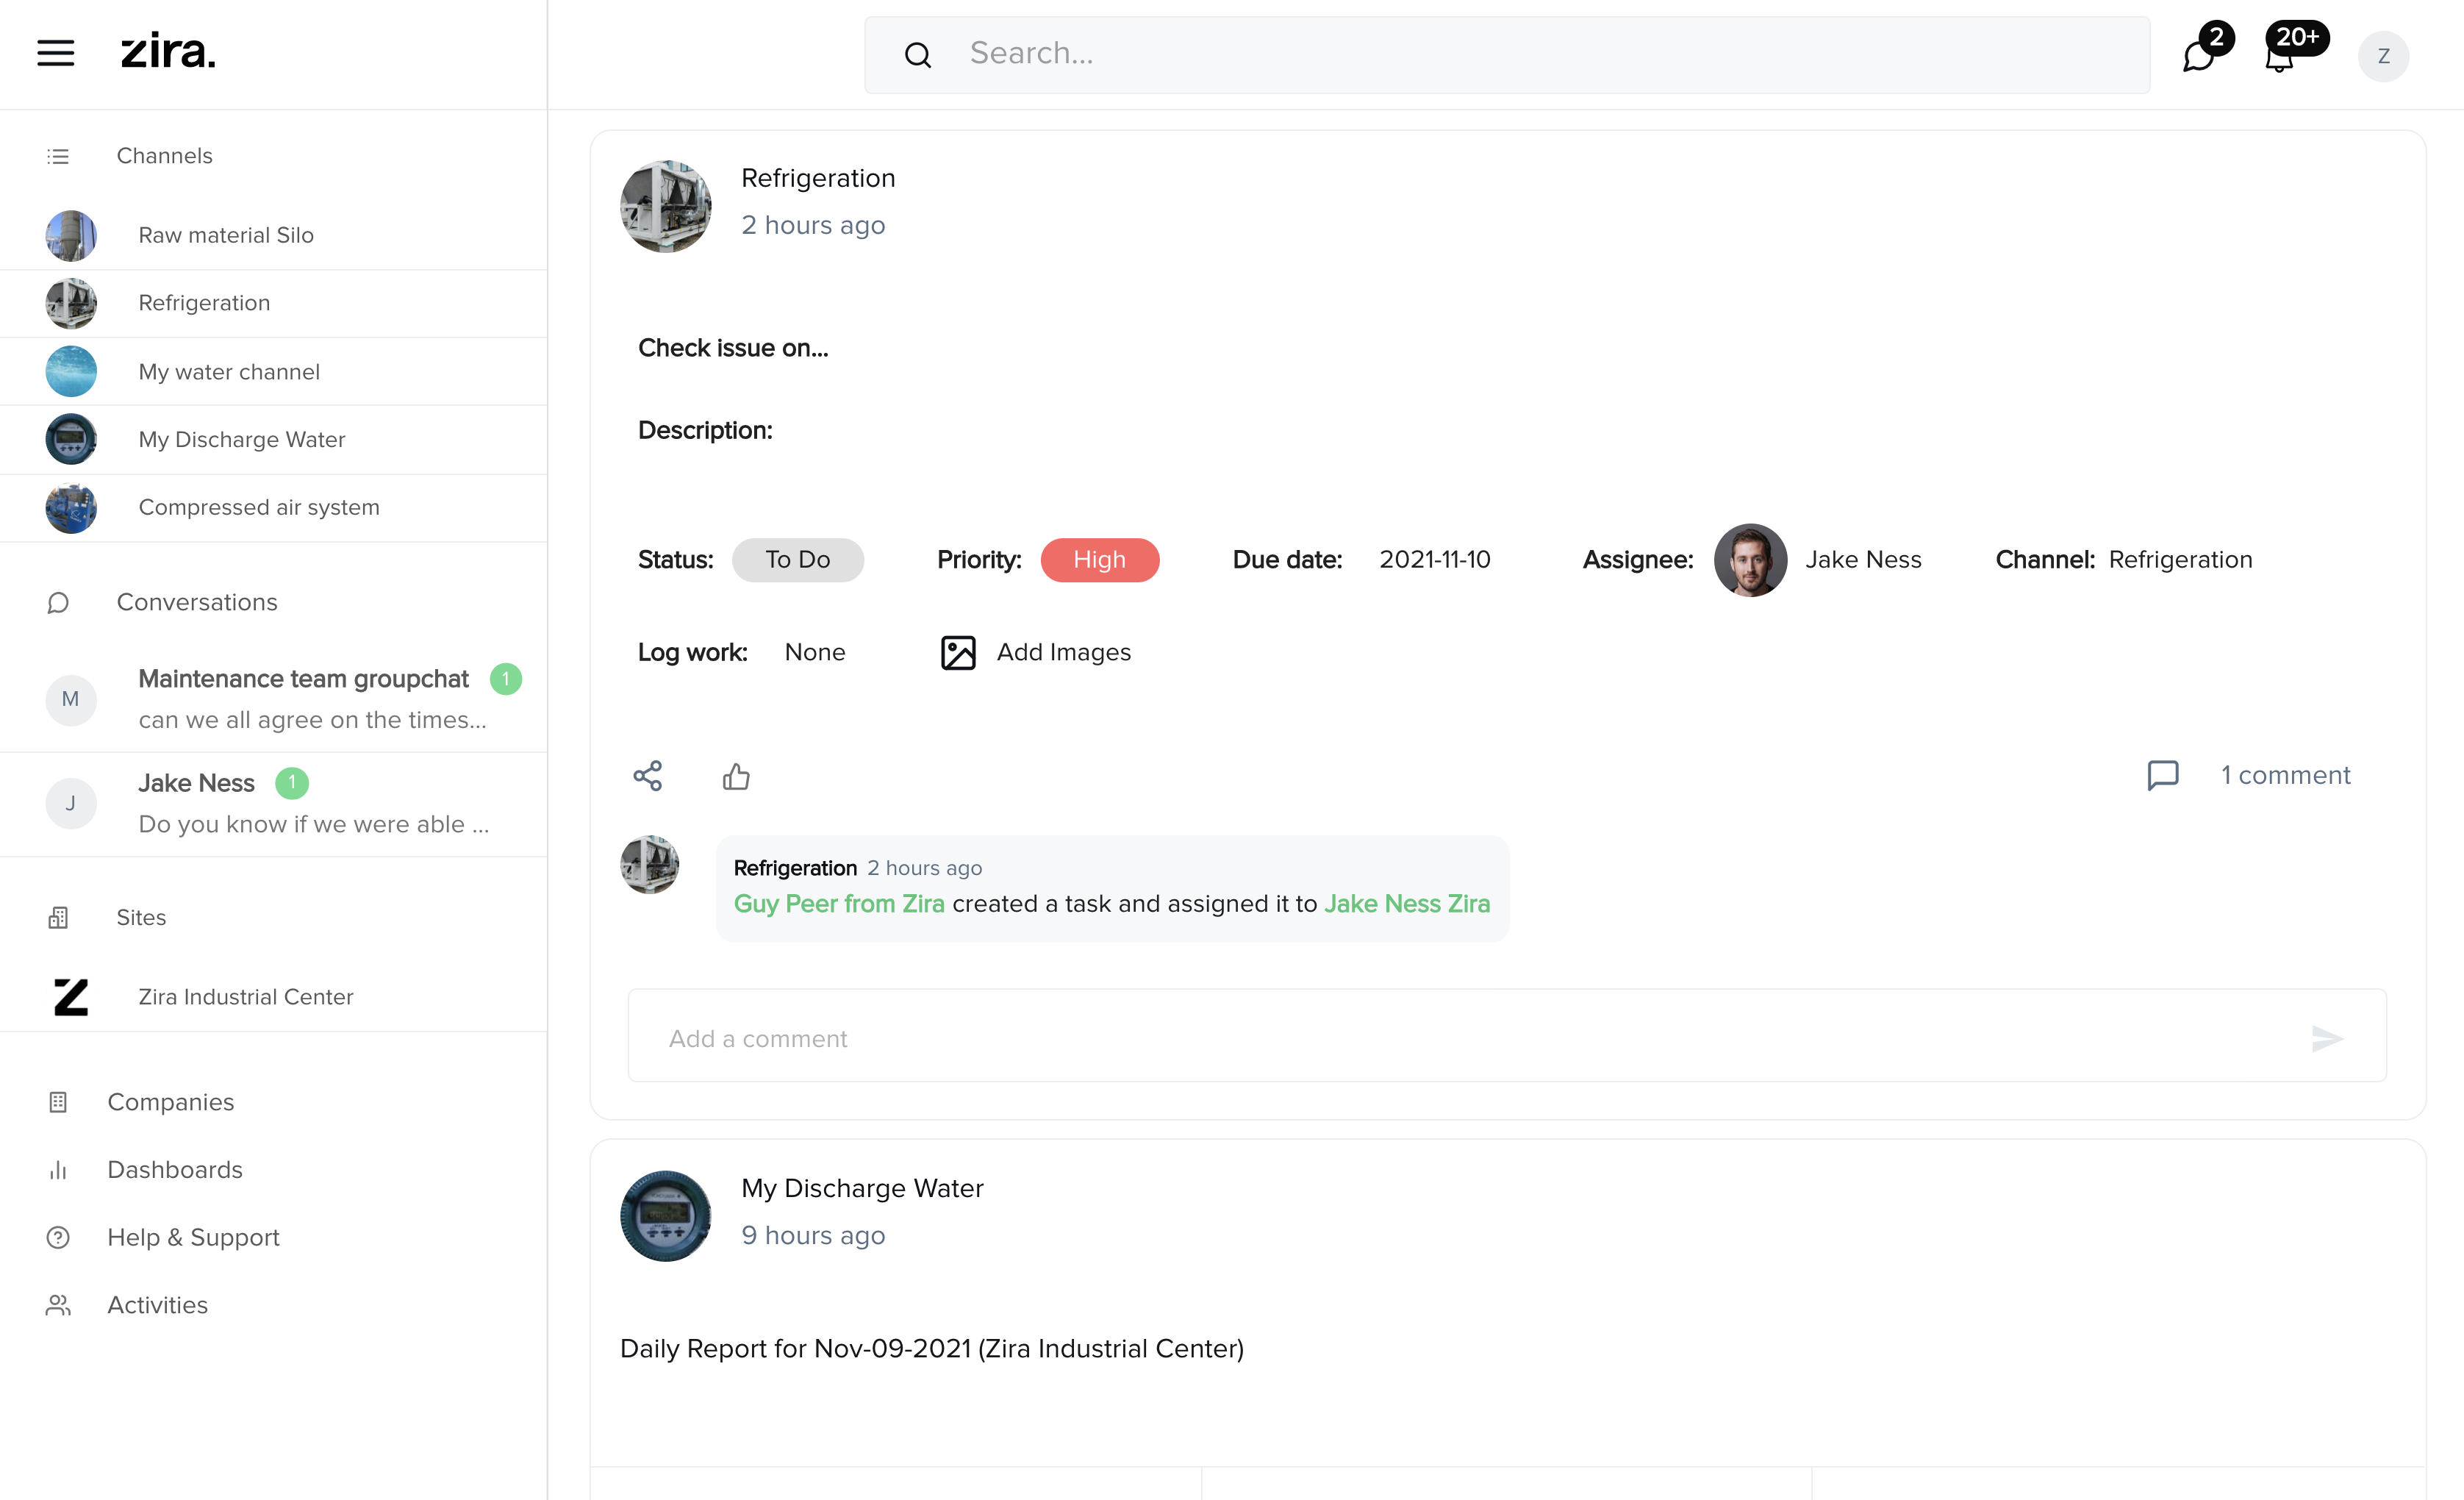 zira.
Search...
2
20+
Z
Channels
Raw material Silo
Refrigeration
My water channel
My Discharge Water
Compressed air system
Conversations
M
Maintenance team groupchat 1
can we all agree on the times...
J
Jake Ness 1
Do you know if we were able ...
Sites
Z
Zira Industrial Center
Companies
Dashboards
Help & Support
Activities
Refrigeration
2 hours ago
Check issue on...
Description:
Status: To Do Priority: High Due date: 2021-11-10 Assignee: Jake Ness Channel: Refrigeration
Log work: None Add Images
1 comment
Refrigeration 2 hours ago
Guy Peer from Zira created a task and assigned it to Jake Ness Zira
Add a comment
My Discharge Water
9 hours ago
Daily Report for Nov-09-2021 (Zira Industrial Center)